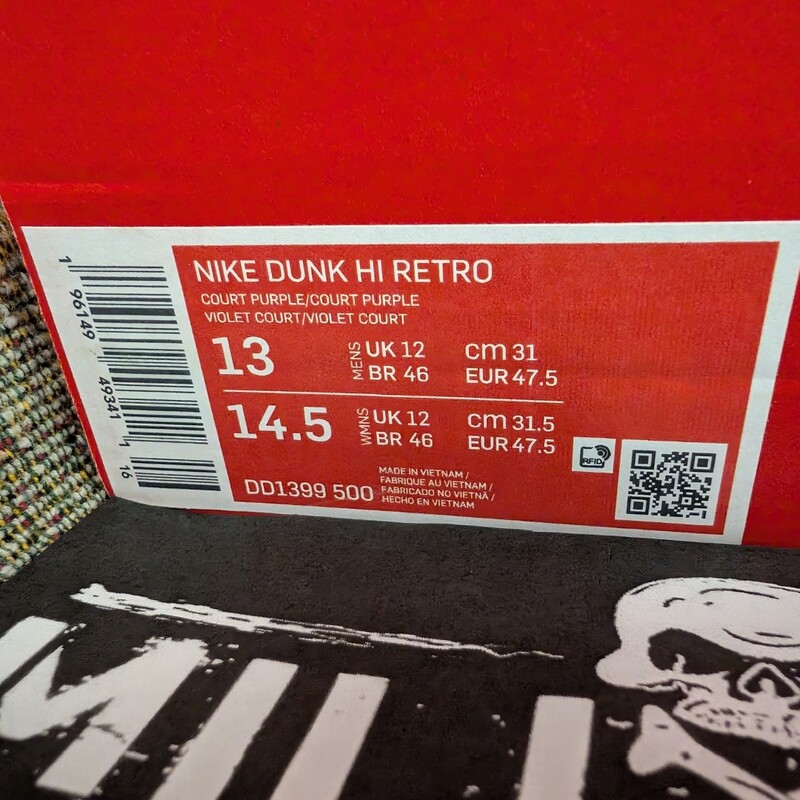 NIKE DUNK HI RETRO
COURT PURPLE/COURT PURPLE
VIOLET COURT/VIOLET COURT
13 MENS UK 12 cm 31
BR 46 EUR 47.5
14.5 WMNS UK 12 cm 31.5
BR 46 EUR 47.5
DD1399 500
MADE IN VIETNAM /
FABRIQUE AU VIETNAM /
FABRICADO NO VIETNÃ /
HECHO EN VIETNAM
RFID
1 96149 49341 1 16